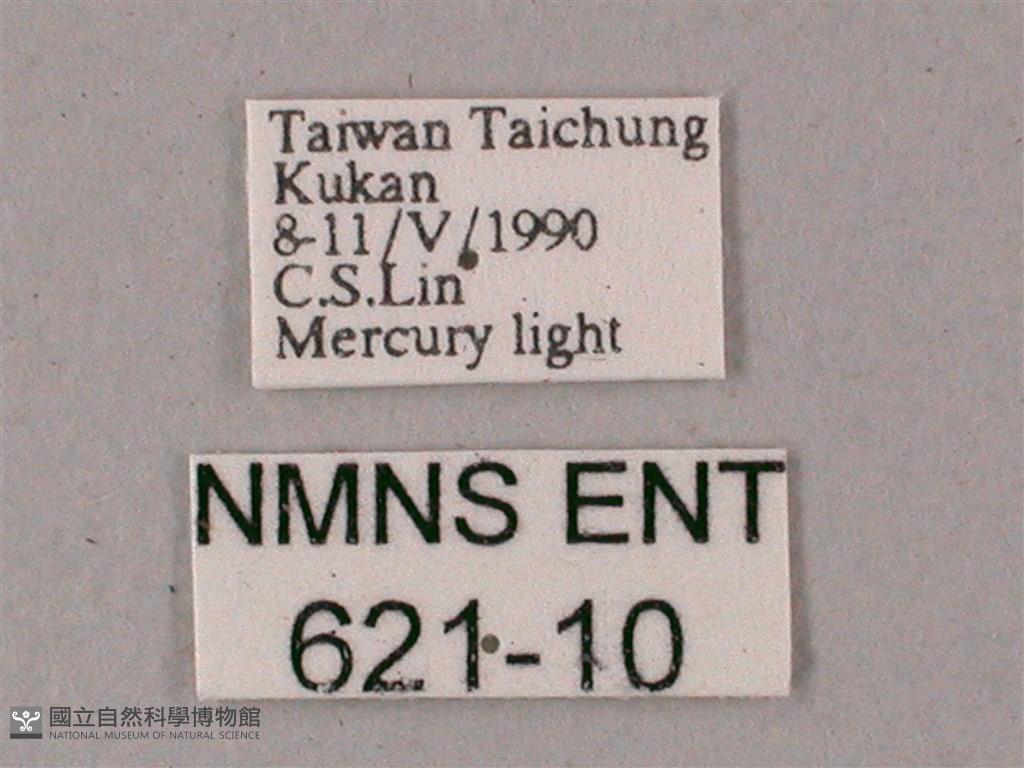 Taiwan Taichung
Kukan
8-11/V/1990
C.S.Lin
Mercury light
NMNS ENT
621-10
國立自然科學博物館
NATIONAL MUSEUM OF NATURAL SCIENCE